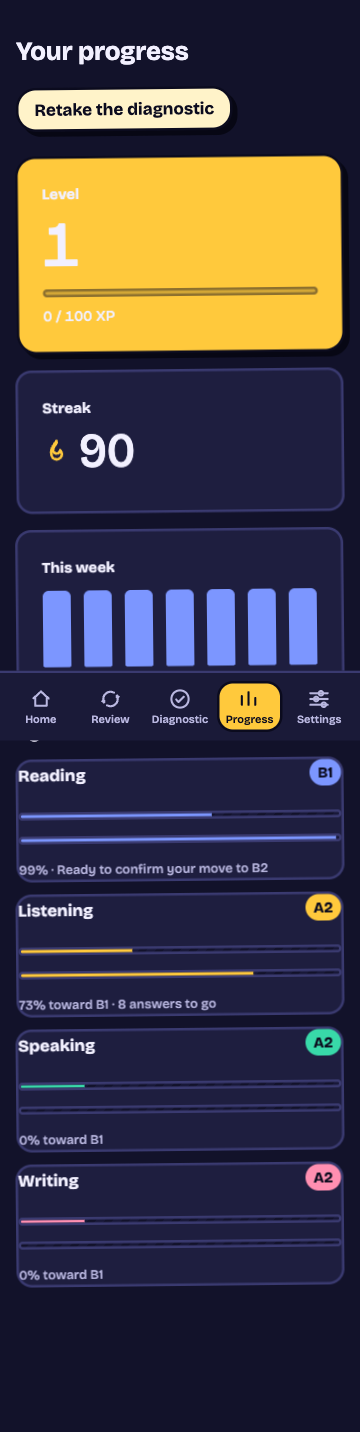 Your progress
Retake the diagnostic
Level
1
0 / 100 XP
Streak
90
This week
Home
Review
Diagnostic
Progress
Settings
Reading
B1
99% · Ready to confirm your move to B2
Listening
A2
73% toward B1 · 8 answers to go
Speaking
A2
0% toward B1
Writing
A2
0% toward B1